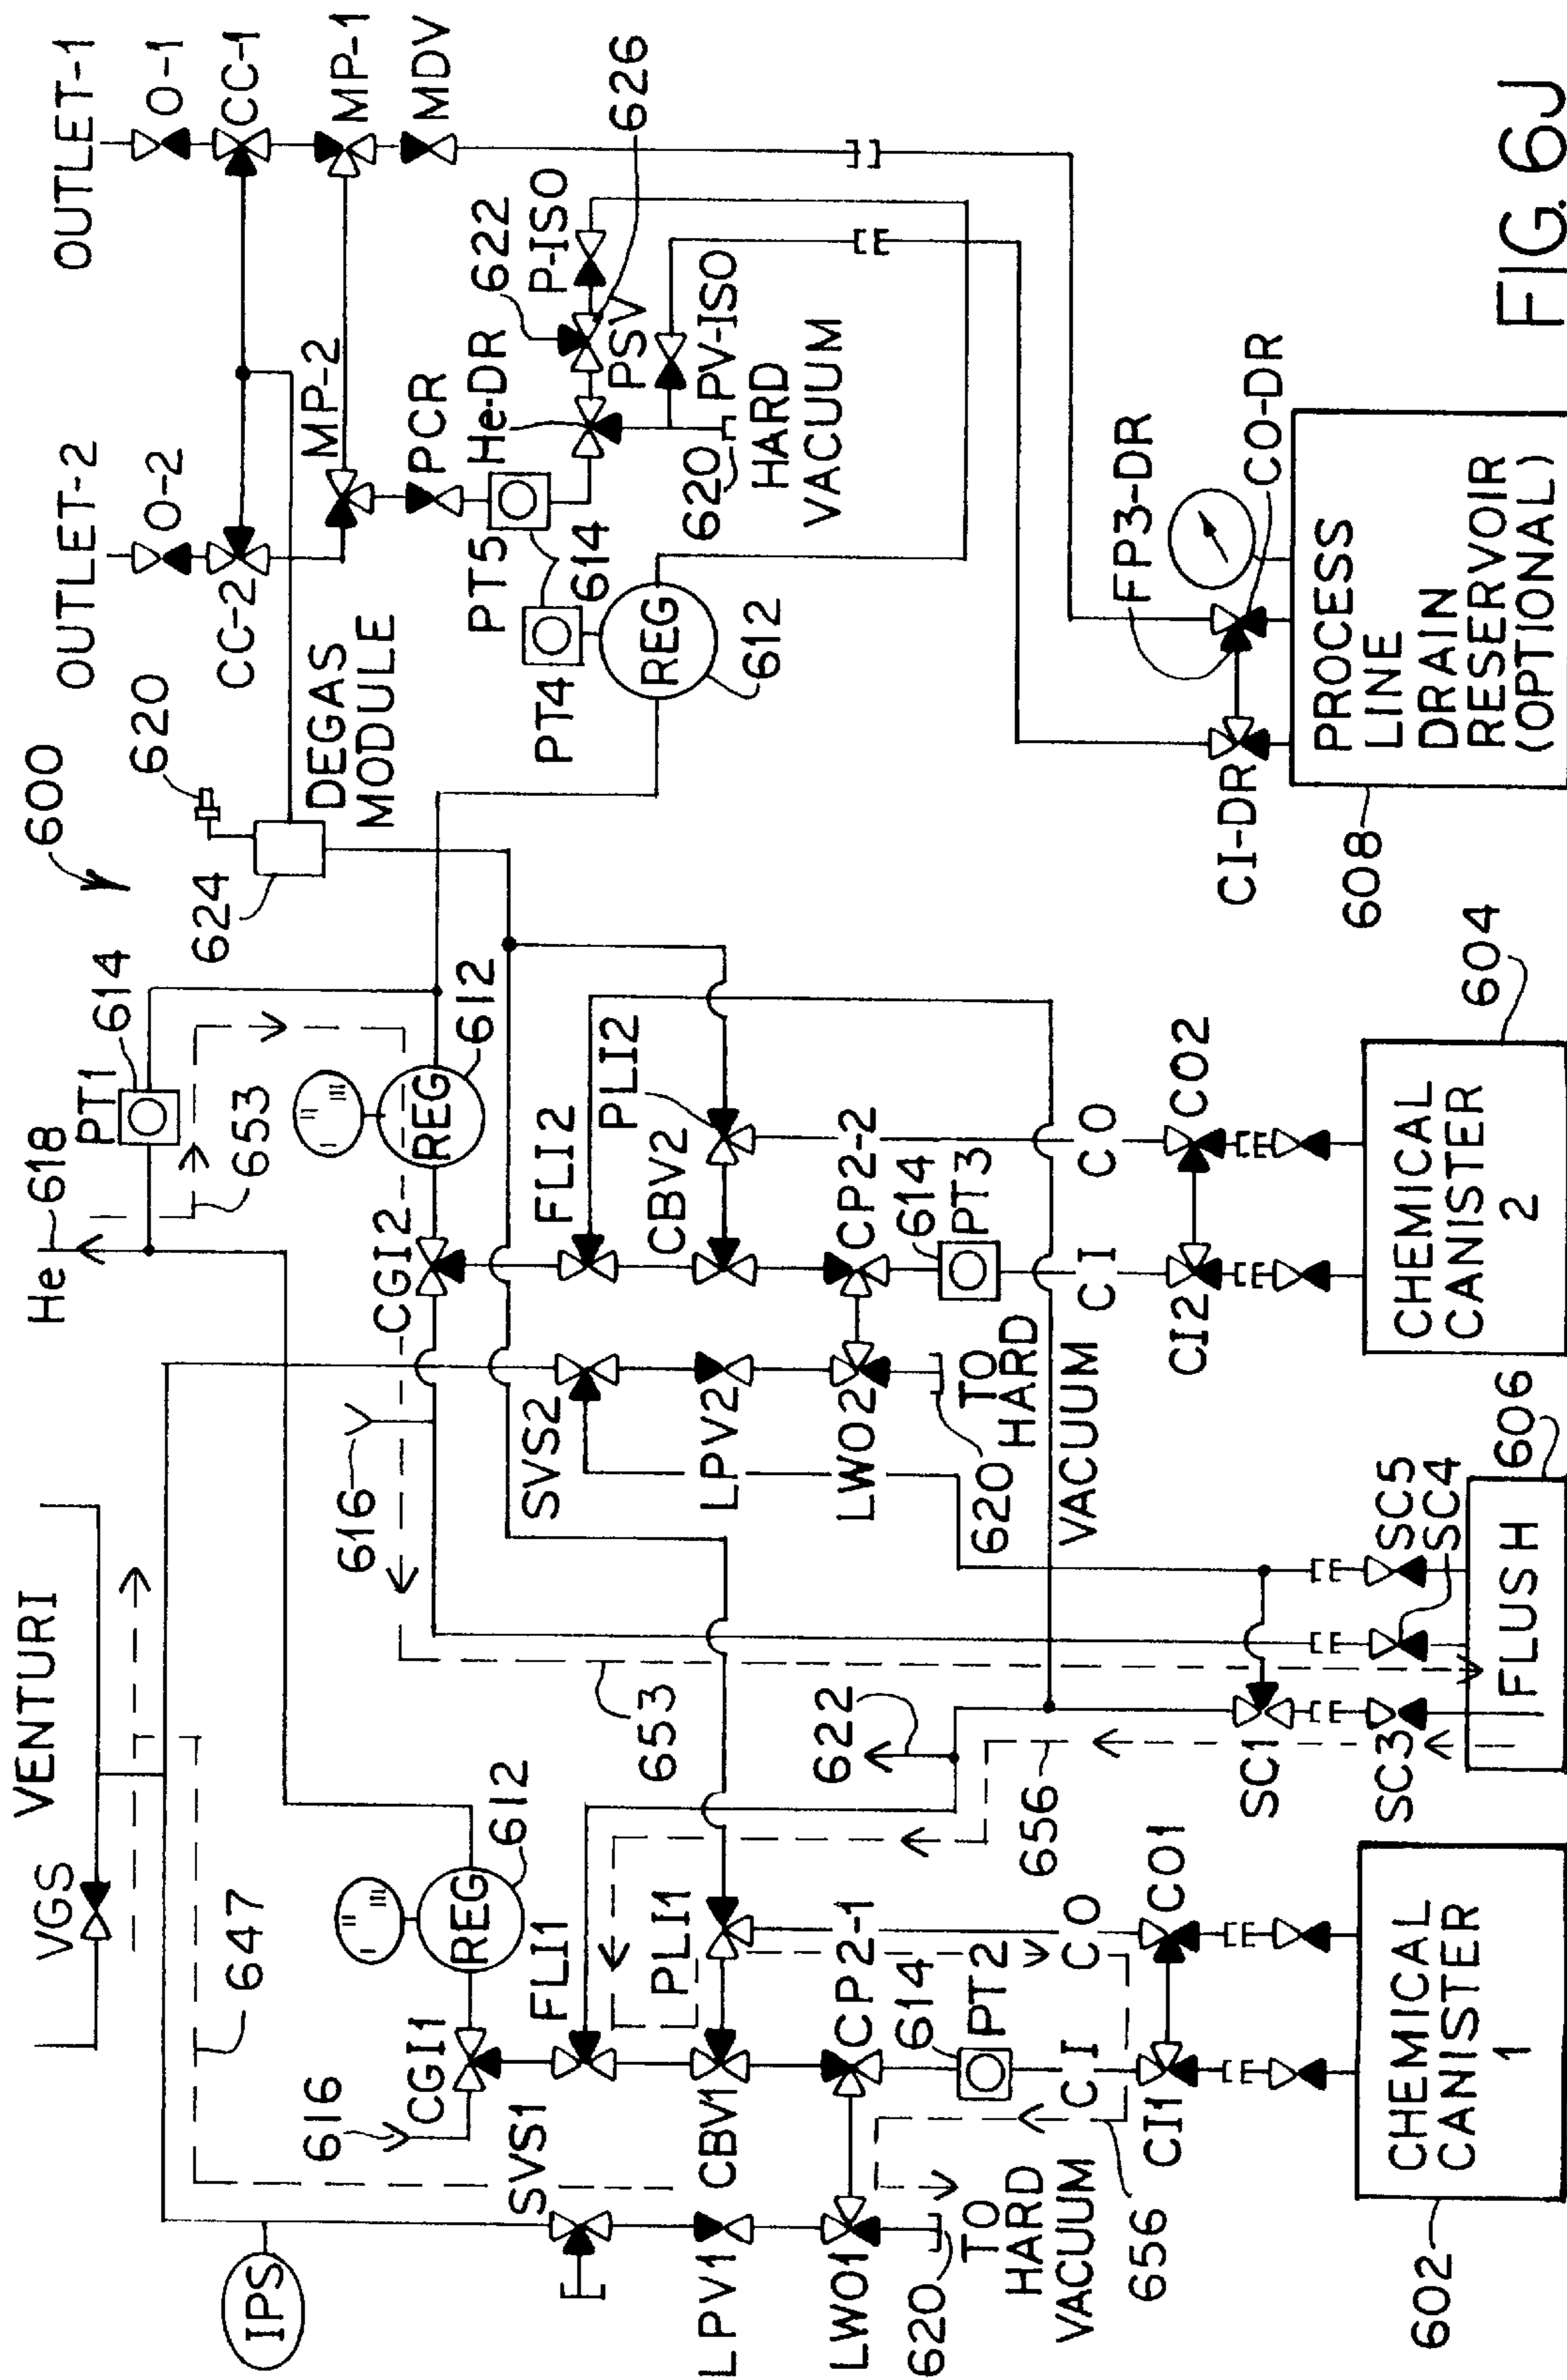 VGS
VENTURI
IPS
647
616
CGI1
SVS1
REG
612
FLI1
LPV1
CBV1
PLI1
LWO1
CP2-1
620
TO
HARD
VACUUM
614
PT2
CI
CO
656
CI1
CO1
602
CHEMICAL
CANISTER
1
653
622
656
SC1
SC3
SC5
SC4
FLUSH
606
He
618
PT1
614
653
616
CGI2
REG
612
SVS2
FLI2
LPV2
CBV2
PLI2
LWO2
CP2-2
620
TO
HARD
VACUUM
614
PT3
CI
CO
CI2
CO2
CHEMICAL
CANISTER
2
604
600
620
624
DEGAS
MODULE
OUTLET-2
O-2
CC-2
OUTLET-1
O-1
CC-1
MP-1
MDV
MP-2
PCR
He-DR
PT5
614
PT4
REG
612
622
P-ISO
PSV
626
PV-ISO
620
HARD
VACUUM
FP3-DR
CI-DR
CO-DR
608
PROCESS
LINE
DRAIN
RESERVOIR
(OPTIONAL)
FIG. 6J